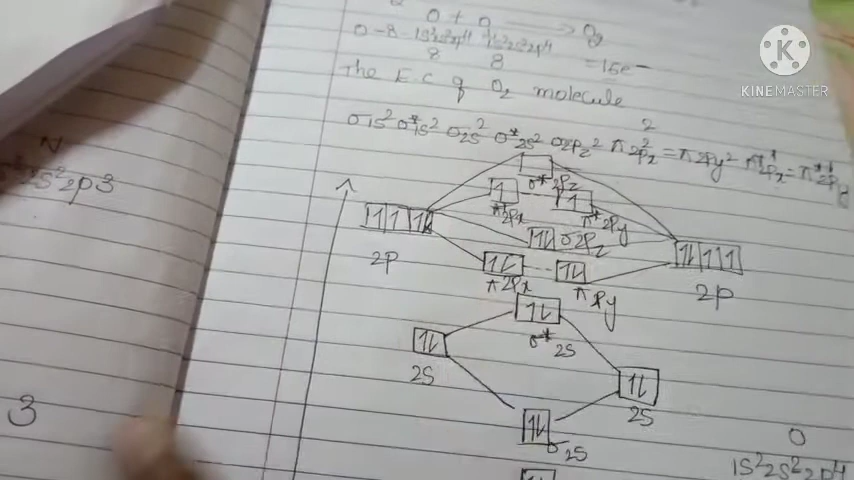 O + O → O₂
O - 8 - 1s²2s²2p⁴ 1s²2s²2p⁴
8 8 = 16e⁻
The E.C of O₂ molecule
σ1s² σ*1s² σ2s² σ*2s² σ2pz² π2px² = π2py² π*2px¹ = π*2py¹
σ*2pz
π*2px π*2py
σ2pz
2p 2p
π2px π2py
σ*2s
2s 2s
σ2s
O
1s²2s²2p⁴
N
1s²2s²2p3
3
K
KINEMASTER